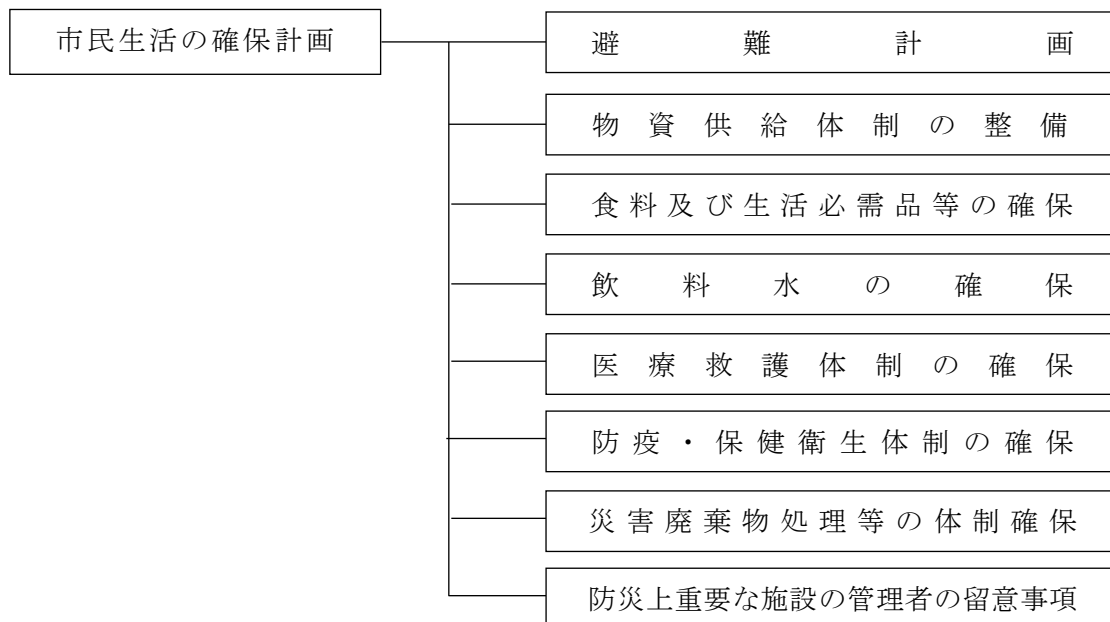 市民生活の確保計画
避難計画
物資供給体制の整備
食料及び生活必需品等の確保
飲料水の確保
医療救護体制の確保
防疫・保健衛生体制の確保
災害廃棄物処理等の体制確保
防災上重要な施設の管理者の留意事項